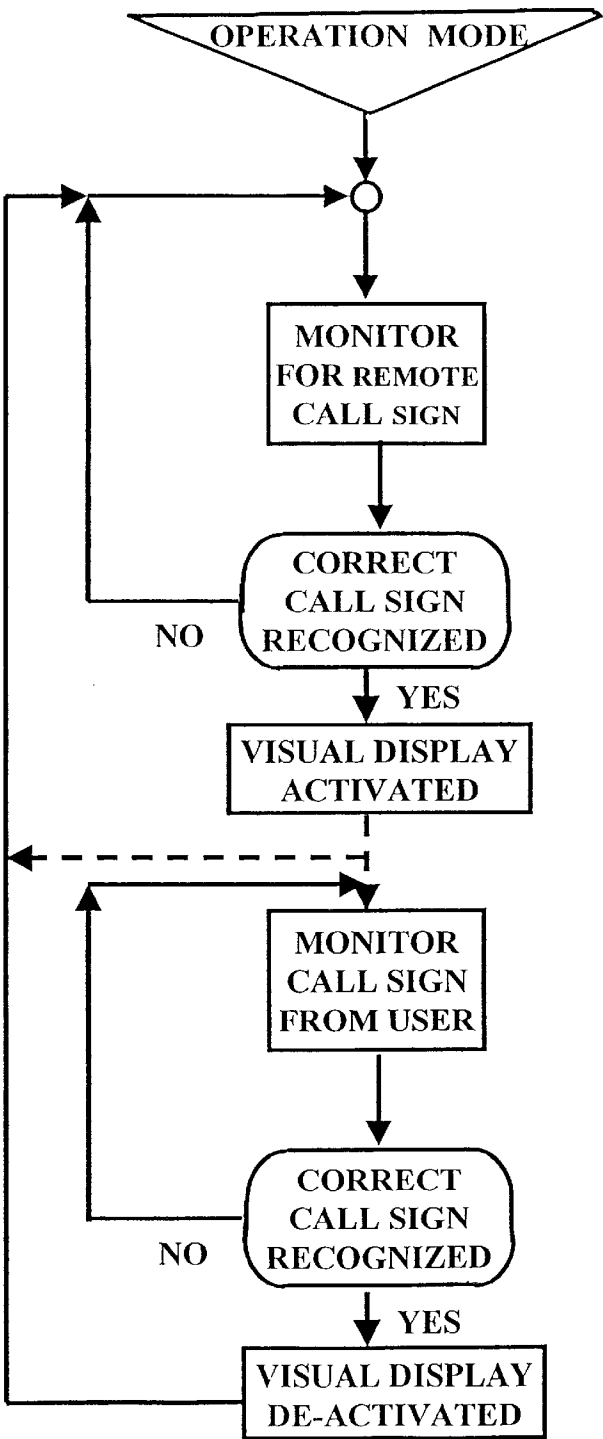 OPERATION MODE
MONITOR
FOR REMOTE
CALL SIGN
CORRECT
CALL SIGN
RECOGNIZED
NO
YES
VISUAL DISPLAY
ACTIVATED
MONITOR
CALL SIGN
FROM USER
CORRECT
CALL SIGN
RECOGNIZED
NO
YES
VISUAL DISPLAY
DE-ACTIVATED